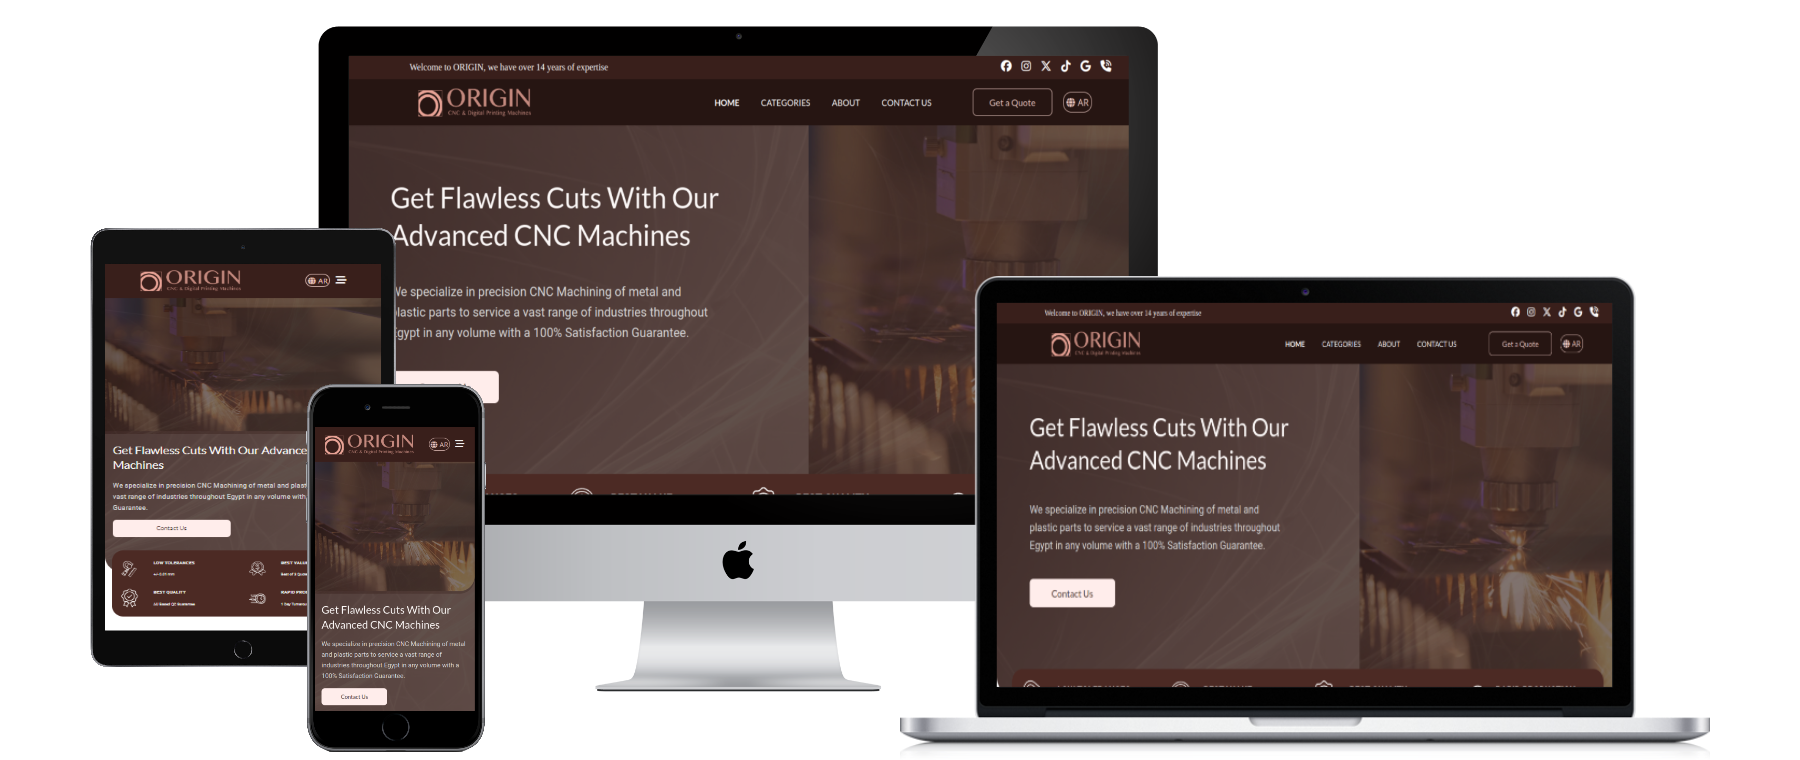 Welcome to ORIGIN, we have over 14 years of expertise
ORIGIN
CNC & Digital Printing Machines
HOME CATEGORIES ABOUT CONTACT US
Get a Quote
AR
Get Flawless Cuts With Our
Advanced CNC Machines
We specialize in precision CNC Machining of metal and
plastic parts to service a vast range of industries throughout
Egypt in any volume with a 100% Satisfaction Guarantee.
ORIGIN
CNC & Digital Printing Machines
AR
Get Flawless Cuts With Our Advance
Machines
We specialize in precision CNC Machining of metal and plast
vast range of industries throughout Egypt in any volume with
Guarantee.
Contact Us
LOW TOLERANCES
BEST VALUE
BEST QUALITY
ORIGIN
CNC & Digital Printing Machines
AR
Get Flawless Cuts With Our
Advanced CNC Machines
We specialize in precision CNC Machining of metal
and plastic parts to service a vast range of
industries throughout Egypt in any volume with a
100% Satisfaction Guarantee.
Contact Us
Welcome to ORIGIN, we have over 14 years of expertise
ORIGIN
CNC & Digital Printing Machines
HOME CATEGORIES ABOUT CONTACT US
Get a Quote
AR
Get Flawless Cuts With Our
Advanced CNC Machines
We specialize in precision CNC Machining of metal and
plastic parts to service a vast range of industries throughout
Egypt in any volume with a 100% Satisfaction Guarantee.
Contact Us